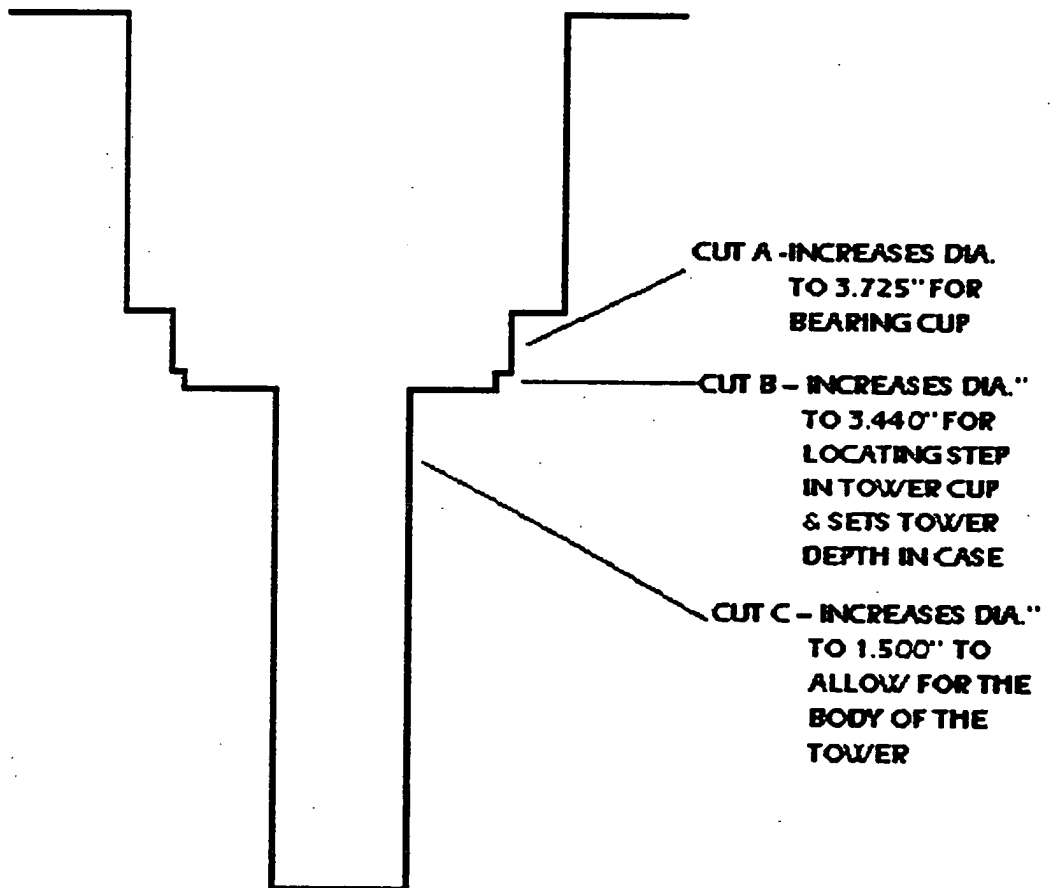 CUT A -INCREASES DIA.
TO 3.725" FOR
BEARING CUP
CUT B – INCREASES DIA."
TO 3.440" FOR
LOCATING STEP
IN TOWER CUP
& SETS TOWER
DEPTH IN CASE
CUT C – INCREASES DIA."
TO 1.500" TO
ALLOW FOR THE
BODY OF THE
TOWER